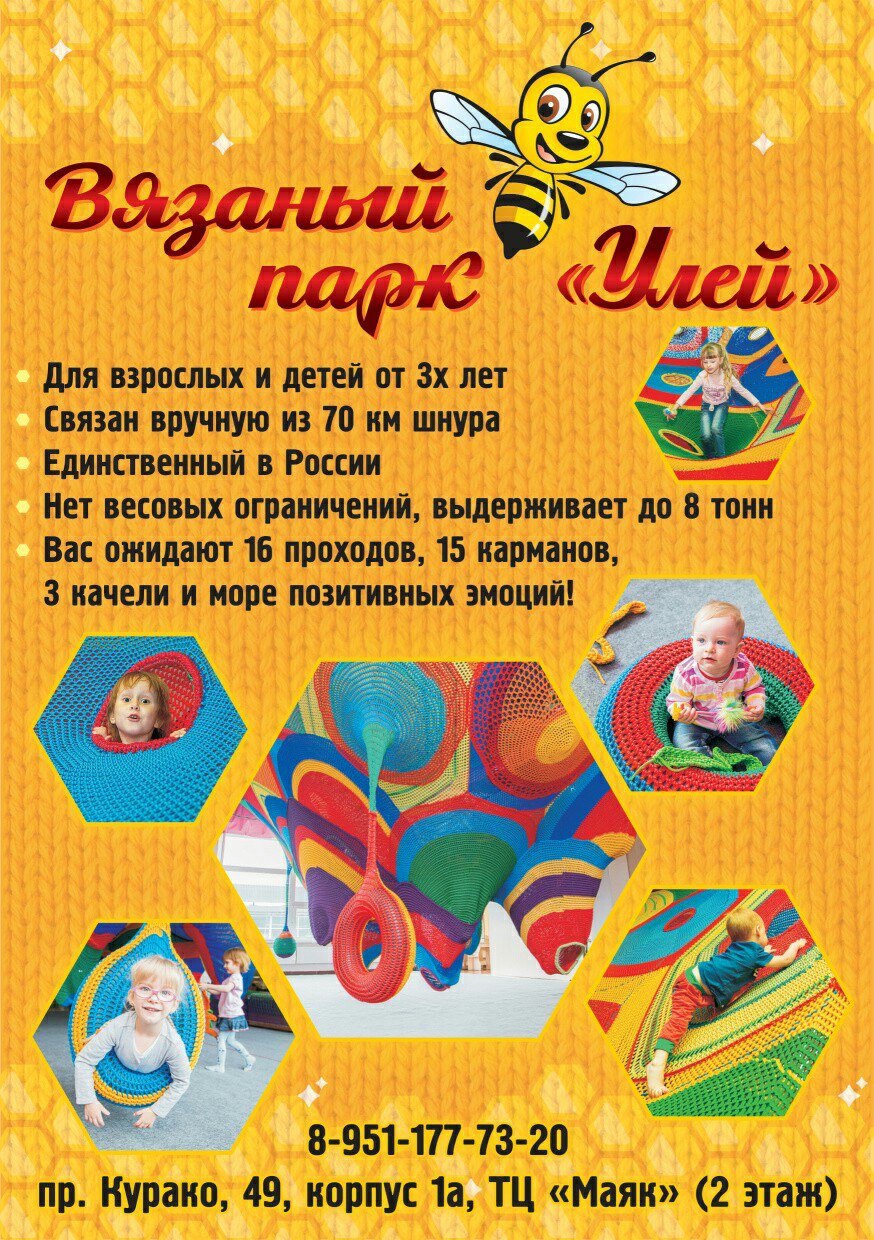 Вязаный
парк «Улей»
Для взрослых и детей от 3х лет
Связан вручную из 70 км шнура
Единственный в России
Нет весовых ограничений, выдерживает до 8 тонн
Вас ожидают 16 проходов, 15 карманов,
3 качели и море позитивных эмоций!
8-951-177-73-20
пр. Курако, 49, корпус 1а, ТЦ «Маяк» (2 этаж)